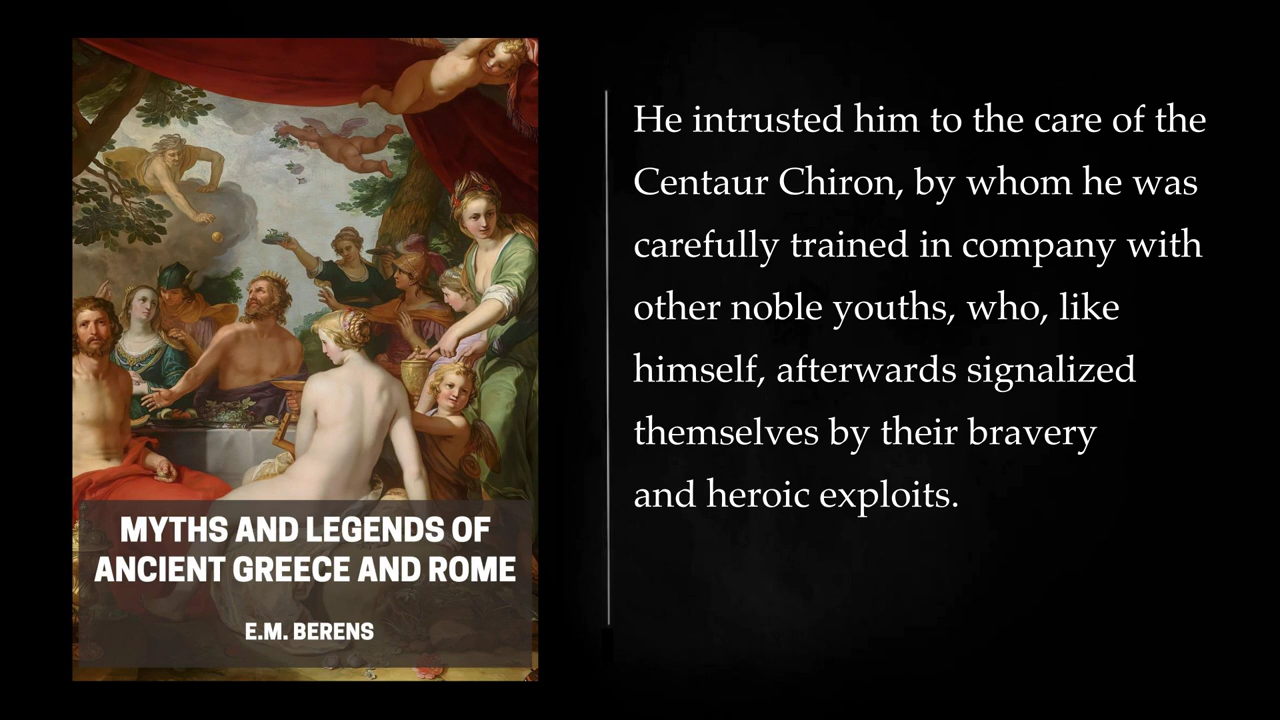 MYTHS AND LEGENDS OF
ANCIENT GREECE AND ROME
E.M. BERENS
He intrusted him to the care of the
Centaur Chiron, by whom he was
carefully trained in company with
other noble youths, who, like
himself, afterwards signalized
themselves by their bravery
and heroic exploits.